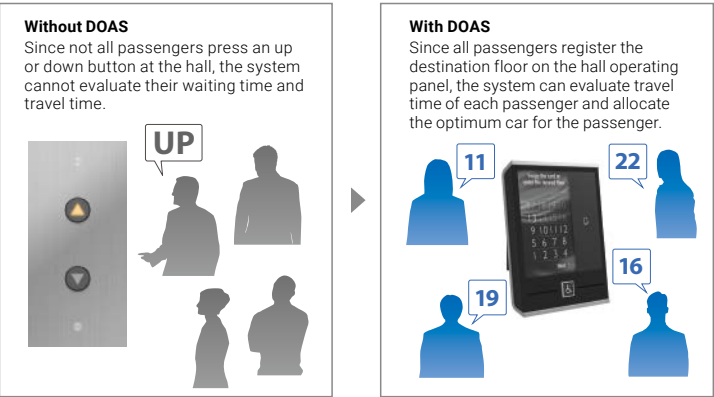 Without DOAS
Since not all passengers press an up
or down button at the hall, the system
cannot evaluate their waiting time and
travel time.
UP
With DOAS
Since all passengers register the
destination floor on the hall operating
panel, the system can evaluate travel
time of each passenger and allocate
the optimum car for the passenger.
11
22
9 10 11 12
5 6 7 8
1 2 3 4
19
16